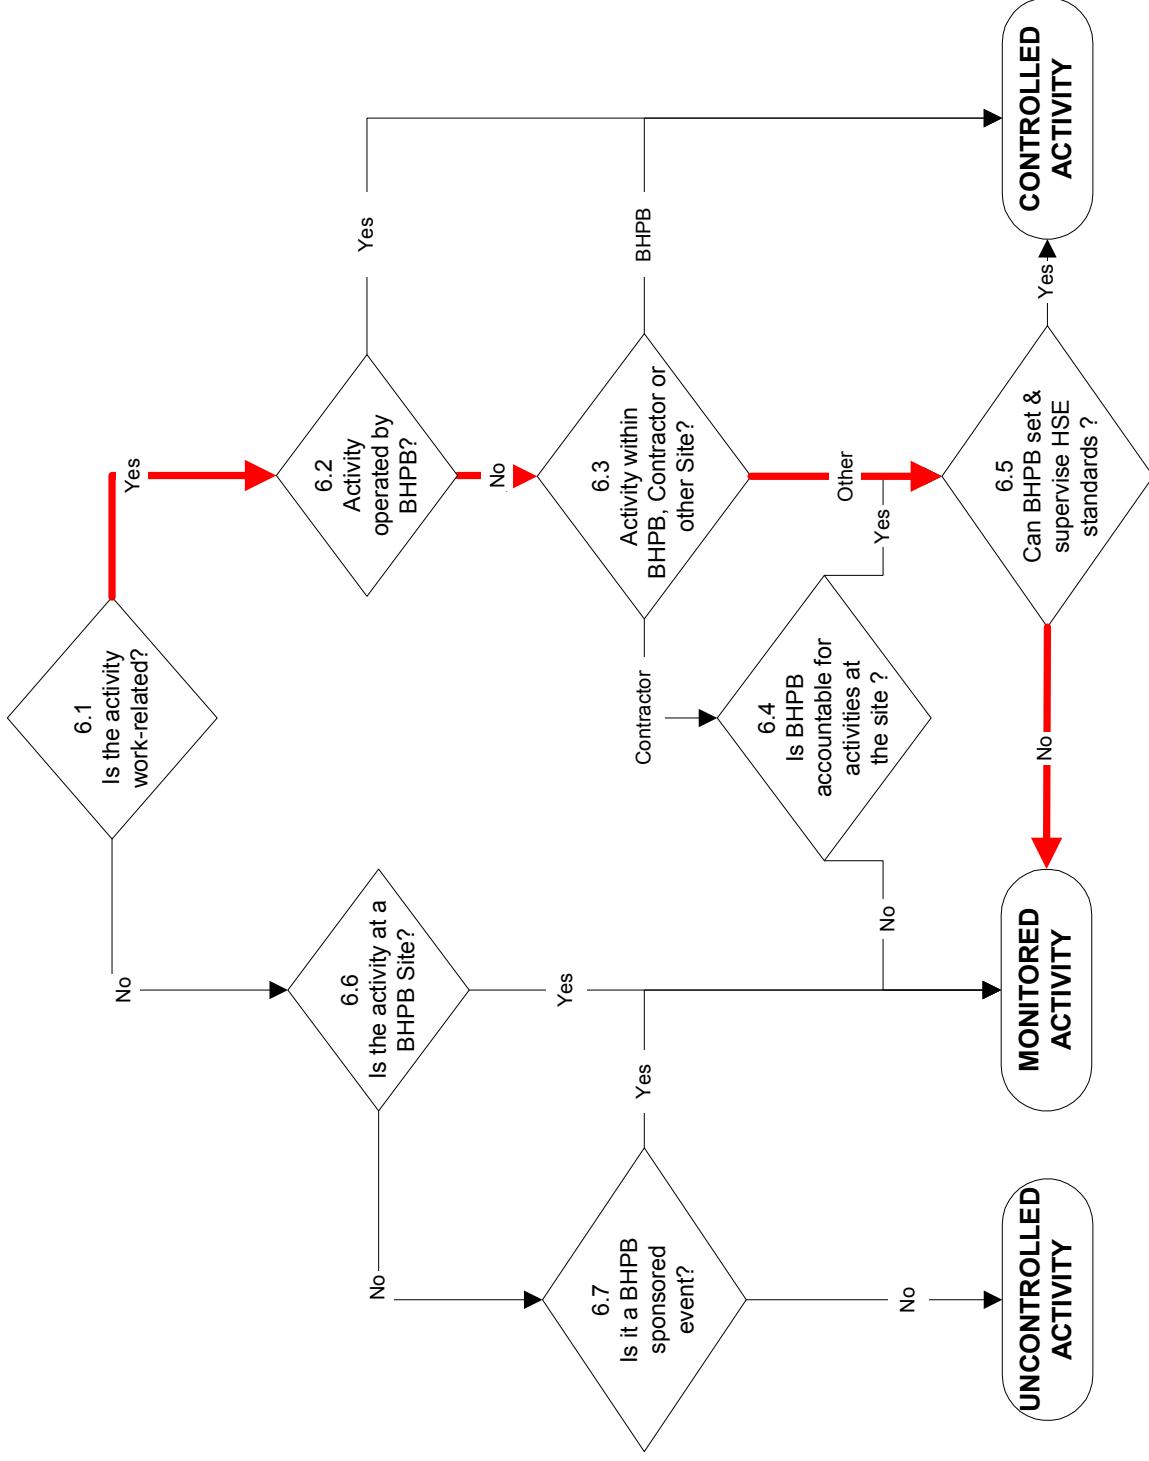 6.1
Is the activity
work-related?
No
Yes
6.6
Is the activity at a
BHPB Site?
6.2
Activity
operated by
BHPB?
No
Yes
No
Yes
6.7
Is it a BHPB
sponsored
event?
Yes
Contractor
6.3
Activity within
BHPB, Contractor or
other Site?
BHPB
6.4
Is BHPB
accountable for
activities at
the site ?
Other
No
No
Yes
UNCONTROLLED
ACTIVITY
MONITORED
ACTIVITY
No
6.5
Can BHPB set &
supervise HSE
standards ?
Yes
CONTROLLED
ACTIVITY